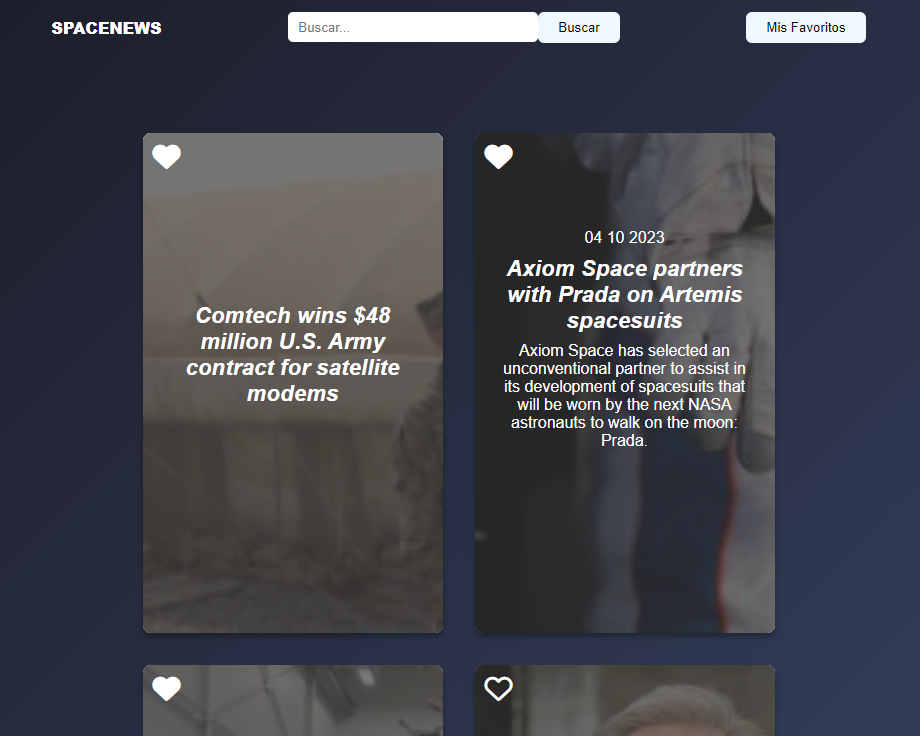 SPACENEWS
Buscar...
Buscar
Mis Favoritos
Comtech wins $48
million U.S. Army
contract for satellite
modems
04 10 2023
Axiom Space partners
with Prada on Artemis
spacesuits
Axiom Space has selected an
unconventional partner to assist in
its development of spacesuits that
will be worn by the next NASA
astronauts to walk on the moon:
Prada.